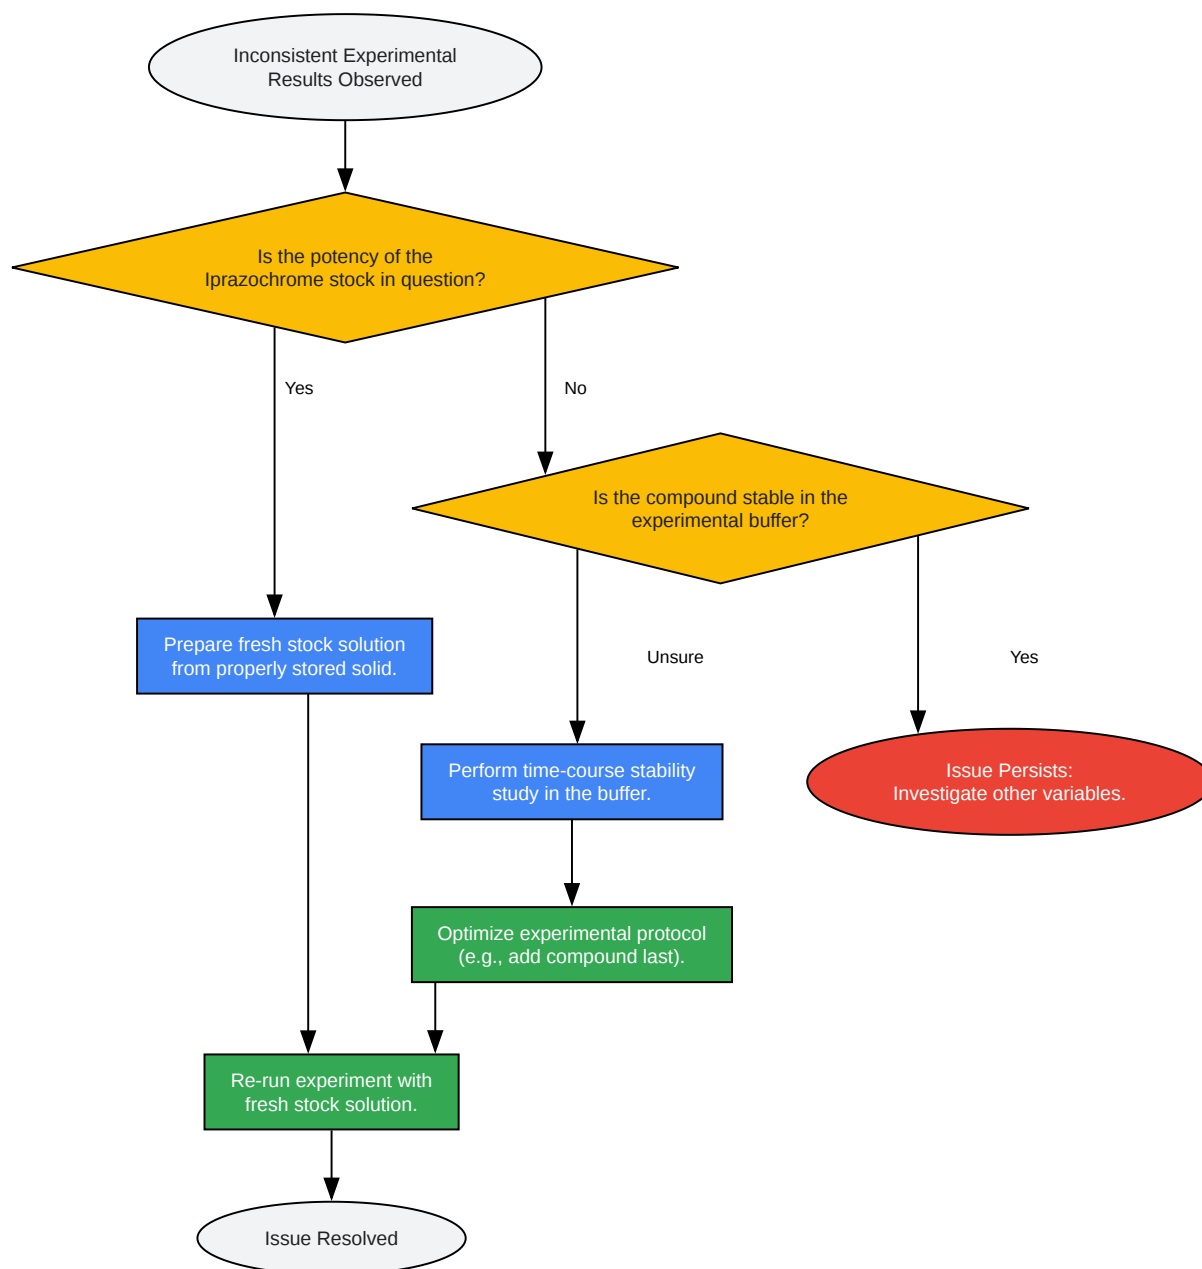 Inconsistent Experimental
Results Observed
Is the potency of the
Iprazochrome stock in question?
Yes
No
Is the compound stable in the
experimental buffer?
Prepare fresh stock solution
from properly stored solid.
Unsure
Yes
Perform time-course stability
study in the buffer.
Issue Persists:
Investigate other variables.
Optimize experimental protocol
(e.g., add compound last).
Re-run experiment with
fresh stock solution.
Issue Resolved